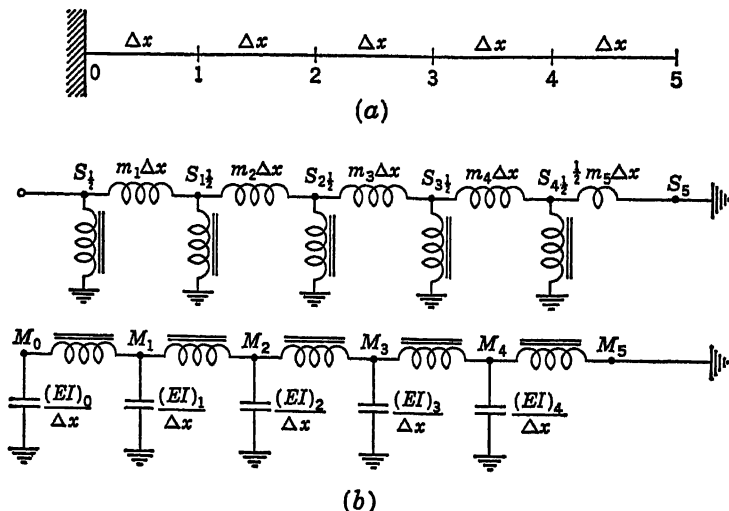 Δx Δx Δx Δx Δx
0 1 2 3 4 5
(a)
S½ m₁Δx S1½ m₂Δx S2½ m₃Δx S3½ m₄Δx S4½ ½m₅Δx S₅
M₀ M₁ M₂ M₃ M₄ M₅
(EI)₀/Δx (EI)₁/Δx (EI)₂/Δx (EI)₃/Δx (EI)₄/Δx
(b)